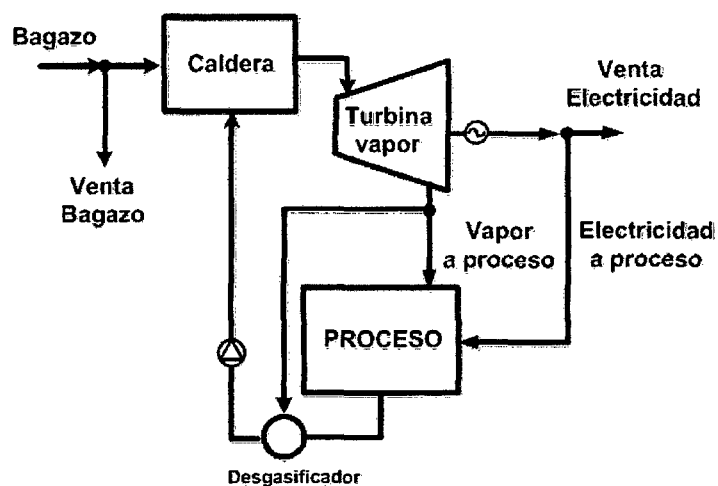 Bagazo
Caldera
Venta
Electricidad
Turbina
vapor
Venta
Bagazo
Vapor
a proceso
Electricidad
a proceso
PROCESO
Desgasificador